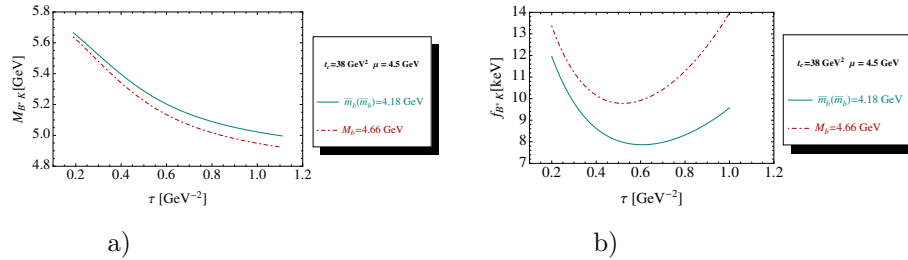 M_{B* K} [GeV]
5.8
5.6
5.4
5.2
5.0
4.8
0.2 0.4 0.6 0.8 1.0 1.2
τ [GeV⁻²]
t_c=38 GeV² μ = 4.5 GeV
m̅_b(m̅_b)=4.18 GeV
M_b=4.66 GeV
a)
f_{B* K} [keV]
14
13
12
11
10
9
8
7
0.0 0.2 0.4 0.6 0.8 1.0 1.2
τ [GeV⁻²]
t_c=38 GeV² μ = 4.5 GeV
m̅_b(m̅_b)=4.18 GeV
M_b=4.66 GeV
b)